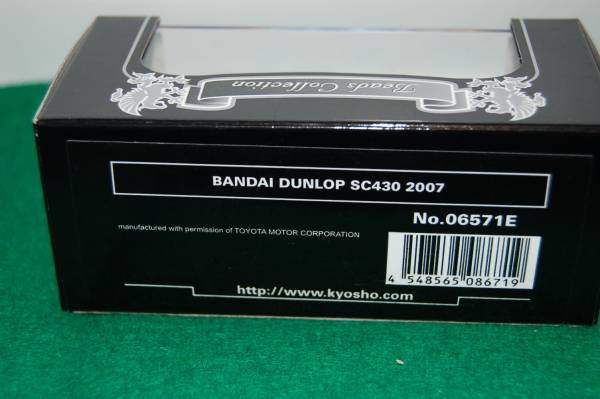 Beads Collection
BANDAI DUNLOP SC430 2007
No.06571E
manufactured with permission of TOYOTA MOTOR CORPORATION
4 548565 086719
http://www.kyosho.com